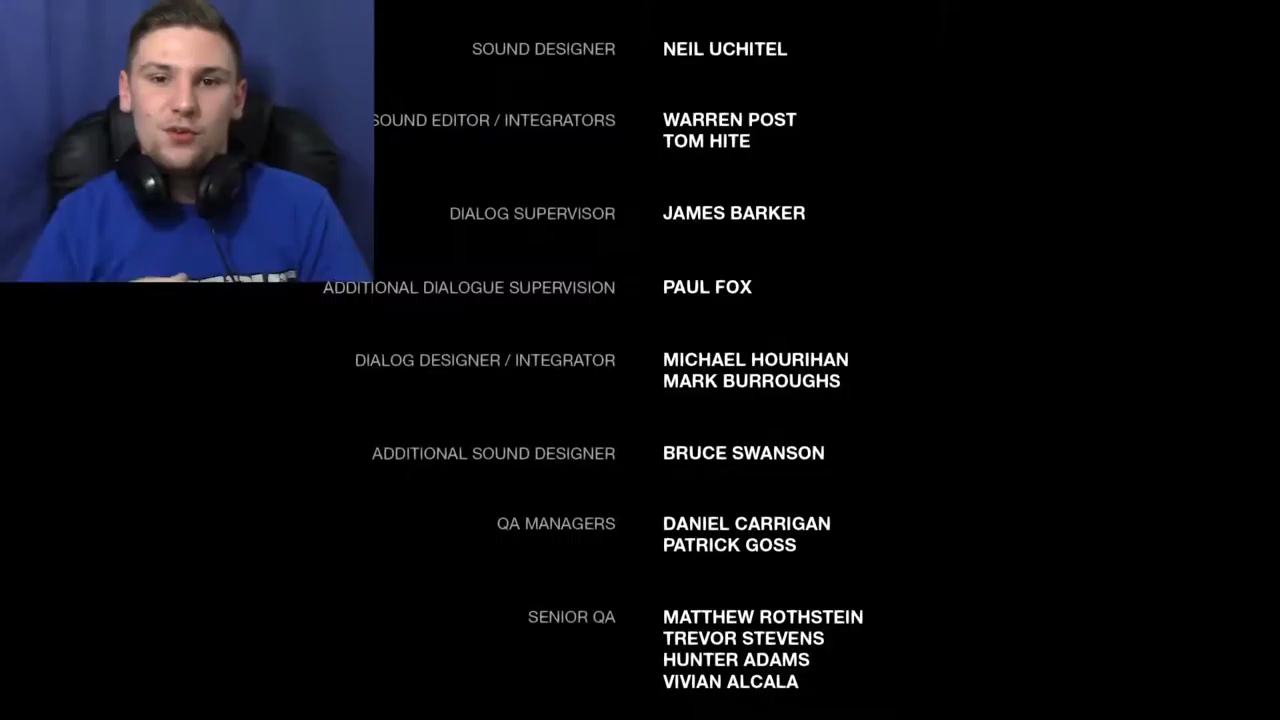 SOUND DESIGNER NEIL UCHITEL
SOUND EDITOR / INTEGRATORS WARREN POST
TOM HITE
DIALOG SUPERVISOR JAMES BARKER
ADDITIONAL DIALOGUE SUPERVISION PAUL FOX
DIALOG DESIGNER / INTEGRATOR MICHAEL HOURIHAN
MARK BURROUGHS
ADDITIONAL SOUND DESIGNER BRUCE SWANSON
QA MANAGERS DANIEL CARRIGAN
PATRICK GOSS
SENIOR QA MATTHEW ROTHSTEIN
TREVOR STEVENS
HUNTER ADAMS
VIVIAN ALCALA